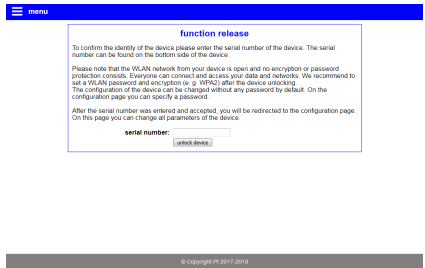 menu
function release
To confirm the identity of the device please enter the serial number of the device. The serial
number can be found on the bottom side of the device.
Please note that the WLAN network from your device is open and no encryption or password
protection consists. Everyone can connect and access your data and networks. We recommend to
set a WLAN password and encryption (e. g. WPA2) after the device unlocking.
The configuration of the device can be changed without any password by default. On the
configuration page you can specify a password.
After the serial number was entered and accepted, you will be redirected to the configuration page.
On this page you can change all parameters of the device.
serial number:
unlock device
© Copyright PI 2017-2019